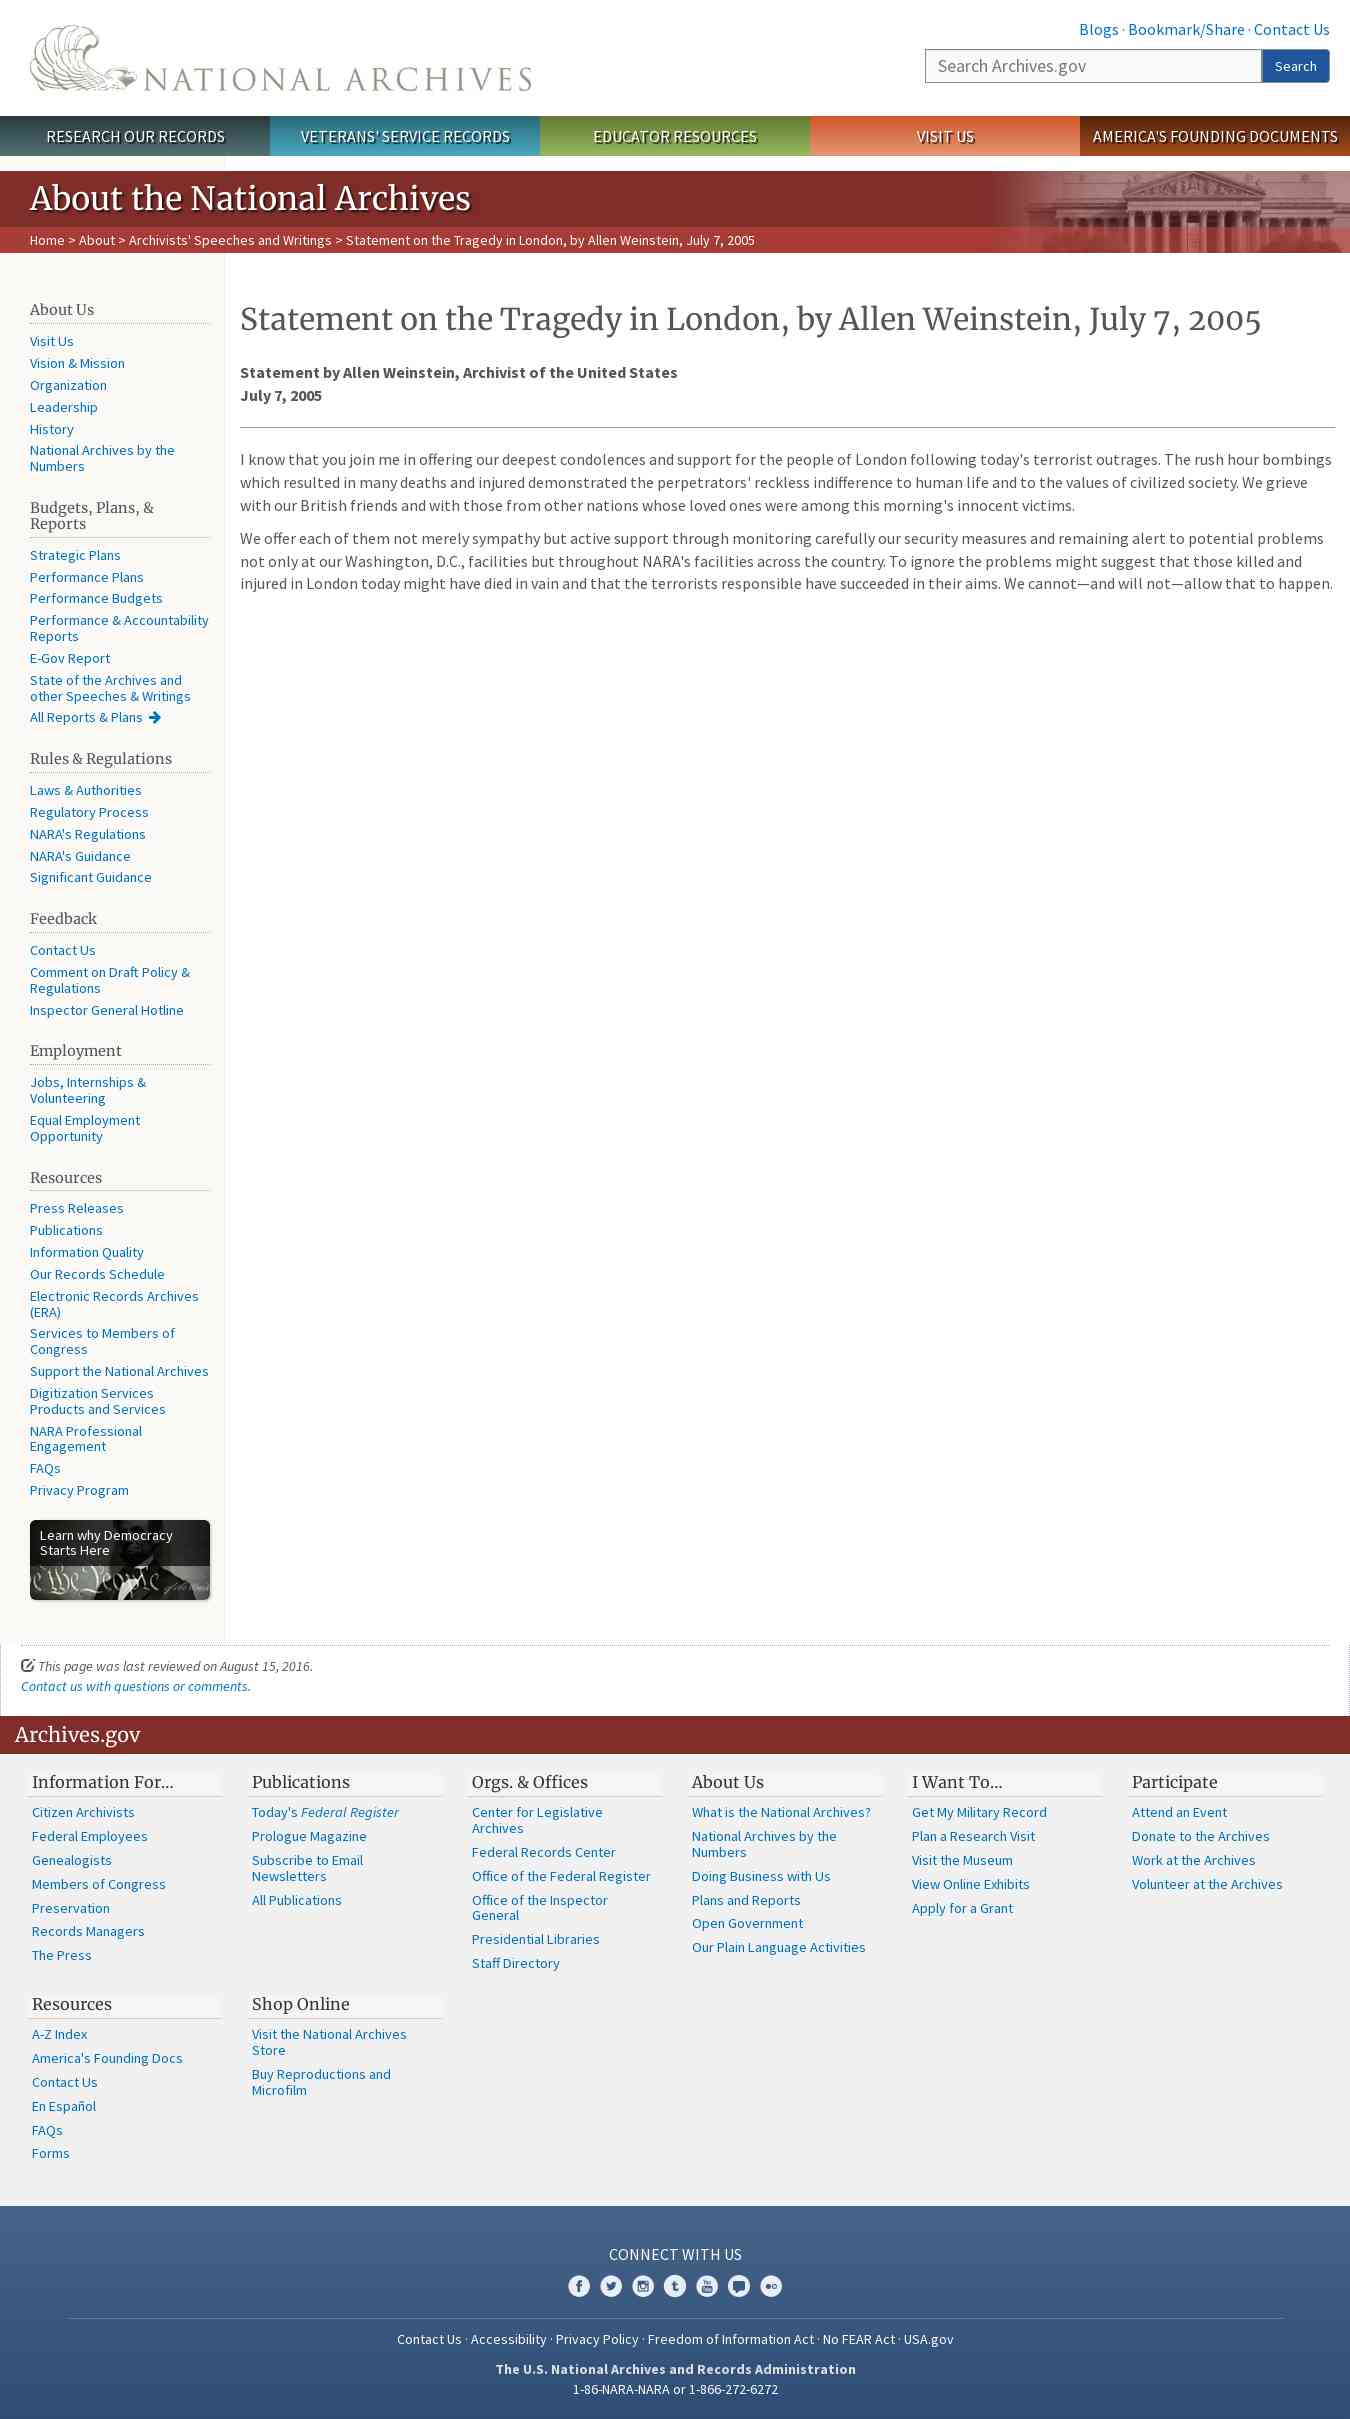 Blogs · Bookmark/Share · Contact Us
NATIONAL ARCHIVES
Search Archives.gov
Search
RESEARCH OUR RECORDS
VETERANS' SERVICE RECORDS
EDUCATOR RESOURCES
VISIT US
AMERICA'S FOUNDING DOCUMENTS
About the National Archives
Home > About > Archivists' Speeches and Writings > Statement on the Tragedy in London, by Allen Weinstein, July 7, 2005
About Us
Visit Us
Vision & Mission
Organization
Leadership
History
National Archives by the
Numbers
Budgets, Plans, &
Reports
Strategic Plans
Performance Plans
Performance Budgets
Performance & Accountability
Reports
E-Gov Report
State of the Archives and
other Speeches & Writings
All Reports & Plans
Rules & Regulations
Laws & Authorities
Regulatory Process
NARA's Regulations
NARA's Guidance
Significant Guidance
Feedback
Contact Us
Comment on Draft Policy &
Regulations
Inspector General Hotline
Employment
Jobs, Internships &
Volunteering
Equal Employment
Opportunity
Resources
Press Releases
Publications
Information Quality
Our Records Schedule
Electronic Records Archives
(ERA)
Services to Members of
Congress
Support the National Archives
Digitization Services
Products and Services
NARA Professional
Engagement
FAQs
Privacy Program
Learn why Democracy
Starts Here
e the People
Statement on the Tragedy in London, by Allen Weinstein, July 7, 2005
Statement by Allen Weinstein, Archivist of the United States
July 7, 2005
I know that you join me in offering our deepest condolences and support for the people of London following today's terrorist outrages. The rush hour bombings
which resulted in many deaths and injured demonstrated the perpetrators' reckless indifference to human life and to the values of civilized society. We grieve
with our British friends and with those from other nations whose loved ones were among this morning's innocent victims.
We offer each of them not merely sympathy but active support through monitoring carefully our security measures and remaining alert to potential problems
not only at our Washington, D.C., facilities but throughout NARA's facilities across the country. To ignore the problems might suggest that those killed and
injured in London today might have died in vain and that the terrorists responsible have succeeded in their aims. We cannot—and will not—allow that to happen.
This page was last reviewed on August 15, 2016.
Contact us with questions or comments.
Archives.gov
Information For…
Citizen Archivists
Federal Employees
Genealogists
Members of Congress
Preservation
Records Managers
The Press
Publications
Today's Federal Register
Prologue Magazine
Subscribe to Email
Newsletters
All Publications
Orgs. & Offices
Center for Legislative
Archives
Federal Records Center
Office of the Federal Register
Office of the Inspector
General
Presidential Libraries
Staff Directory
About Us
What is the National Archives?
National Archives by the
Numbers
Doing Business with Us
Plans and Reports
Open Government
Our Plain Language Activities
I Want To…
Get My Military Record
Plan a Research Visit
Visit the Museum
View Online Exhibits
Apply for a Grant
Participate
Attend an Event
Donate to the Archives
Work at the Archives
Volunteer at the Archives
Resources
A-Z Index
America's Founding Docs
Contact Us
En Español
FAQs
Forms
Shop Online
Visit the National Archives
Store
Buy Reproductions and
Microfilm
CONNECT WITH US
Contact Us · Accessibility · Privacy Policy · Freedom of Information Act · No FEAR Act · USA.gov
The U.S. National Archives and Records Administration
1-86-NARA-NARA or 1-866-272-6272